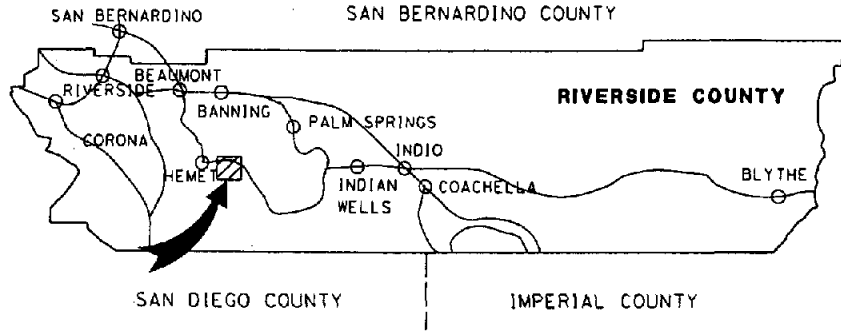 SAN BERNARDINO COUNTY
SAN BERNARDINO
BEAUMONT
RIVERSIDE
BANNING
RIVERSIDE COUNTY
PALM SPRINGS
CORONA
INDIO
HEMET
INDIAN
WELLS
COACHELLA
BLYTHE
SAN DIEGO COUNTY
IMPERIAL COUNTY